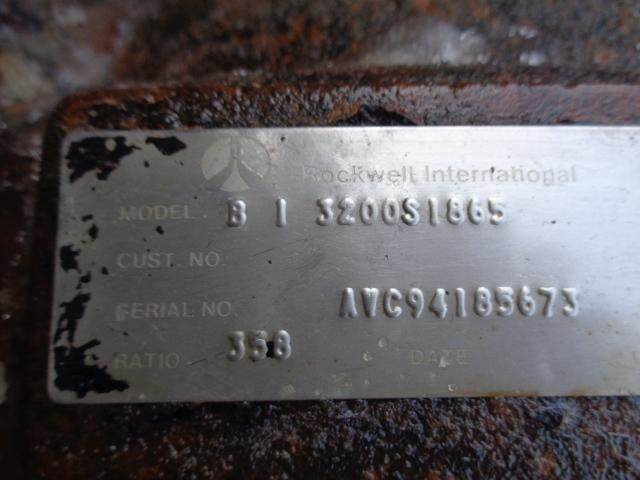 Rockwell International
MODEL B 1 3200S1865
CUST. NO.
SERIAL NO. AVC94185673
RATIO 358 DATE